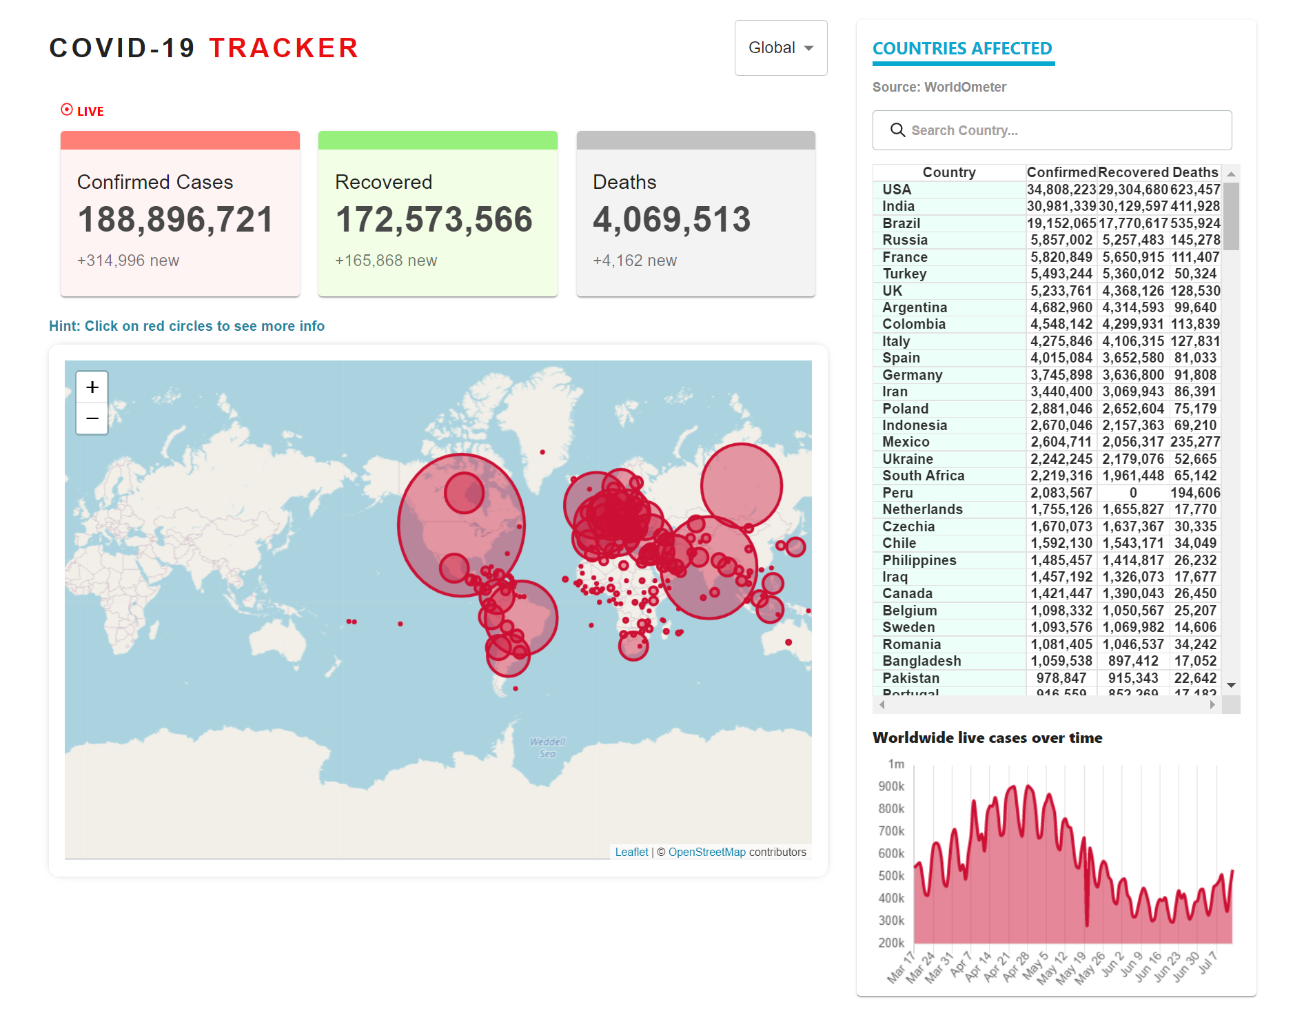 COVID-19 TRACKER
Global
LIVE
Confirmed Cases
188,896,721
+314,996 new
Recovered
172,573,566
+165,868 new
Deaths
4,069,513
+4,162 new
Hint: Click on red circles to see more info
+
−
Weddell
Sea
Leaflet | © OpenStreetMap contributors
COUNTRIES AFFECTED
Source: WorldOmeter
Search Country...
Country Confirmed Recovered Deaths
USA 34,808,223 29,304,680 623,457
India 30,981,339 30,129,597 411,928
Brazil 19,152,065 17,770,617 535,924
Russia 5,857,002 5,257,483 145,278
France 5,820,849 5,650,915 111,407
Turkey 5,493,244 5,360,012 50,324
UK 5,233,761 4,368,126 128,530
Argentina 4,682,960 4,314,593 99,640
Colombia 4,548,142 4,299,931 113,839
Italy 4,275,846 4,106,315 127,831
Spain 4,015,084 3,652,580 81,033
Germany 3,745,898 3,636,800 91,808
Iran 3,440,400 3,069,943 86,391
Poland 2,881,046 2,652,604 75,179
Indonesia 2,670,046 2,157,363 69,210
Mexico 2,604,711 2,056,317 235,277
Ukraine 2,242,245 2,179,076 52,665
South Africa 2,219,316 1,961,448 65,142
Peru 2,083,567 0 194,606
Netherlands 1,755,126 1,655,827 17,770
Czechia 1,670,073 1,637,367 30,335
Chile 1,592,130 1,543,171 34,049
Philippines 1,485,457 1,414,817 26,232
Iraq 1,457,192 1,326,073 17,677
Canada 1,421,447 1,390,043 26,450
Belgium 1,098,332 1,050,567 25,207
Sweden 1,093,576 1,069,982 14,606
Romania 1,081,405 1,046,537 34,242
Bangladesh 1,059,538 897,412 17,052
Pakistan 978,847 915,343 22,642
Portugal 916,559 852,269 17,182
Worldwide live cases over time
1m
900k
800k
700k
600k
500k
400k
300k
200k
Mar 17 Mar 24 Mar 31 Apr 7 Apr 14 Apr 21 Apr 28 May 5 May 12 May 19 May 26 Jun 2 Jun 9 Jun 16 Jun 23 Jun 30 Jul 7